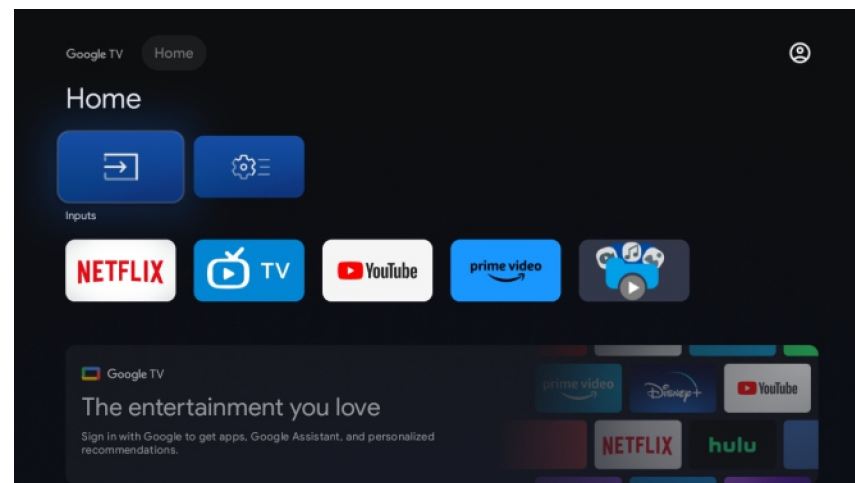 Google TV Home
Home
Inputs
NETFLIX
TV
YouTube
prime video
Google TV
The entertainment you love
Sign in with Google to get apps, Google Assistant, and personalized
recommendations.
prime video
Disney+
YouTube
NETFLIX
hulu